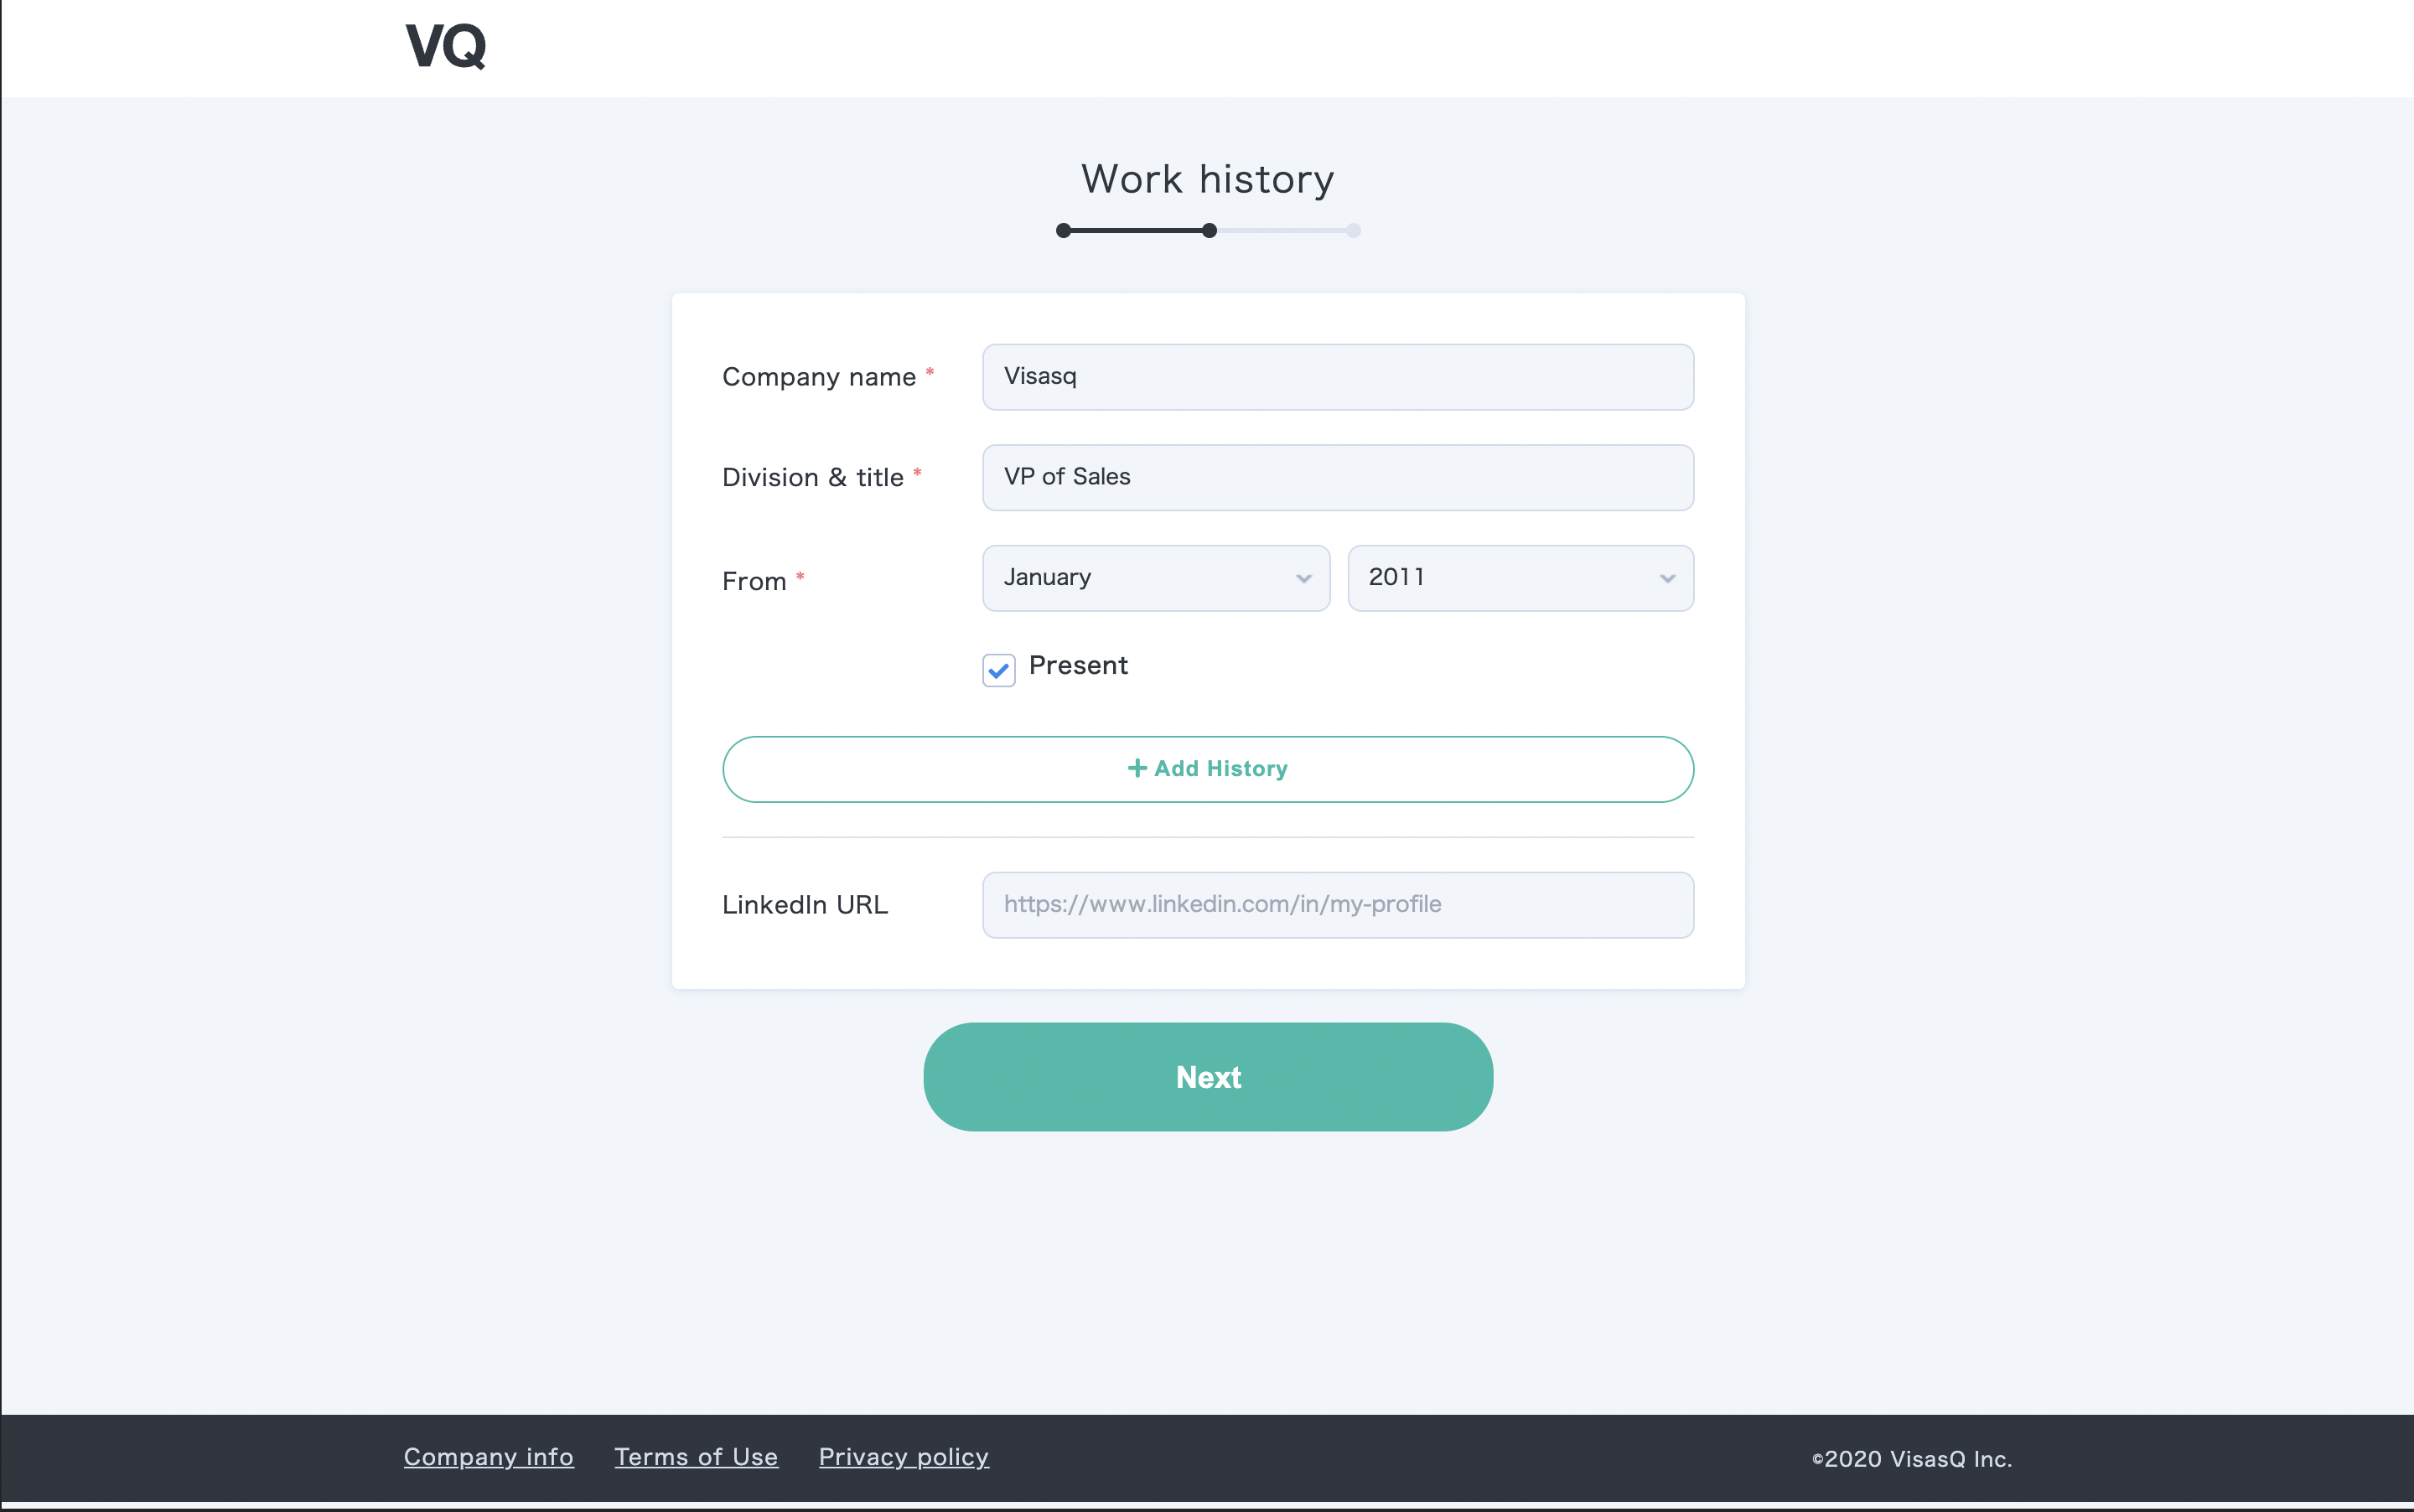 VQ
Work history
Company name *
Visasq
Division & title *
VP of Sales
From *
January
2011
Present
+ Add History
LinkedIn URL
https://www.linkedin.com/in/my-profile
Next
Company info
Terms of Use
Privacy policy
©2020 VisasQ Inc.